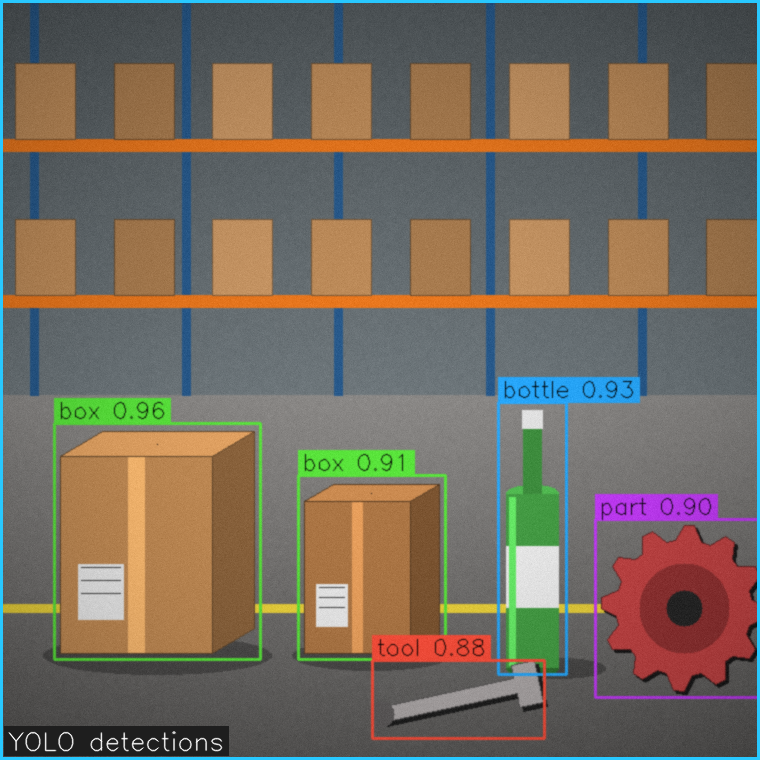 bottle 0.93
box 0.96
box 0.91
part 0.90
tool 0.88
YOLO detections